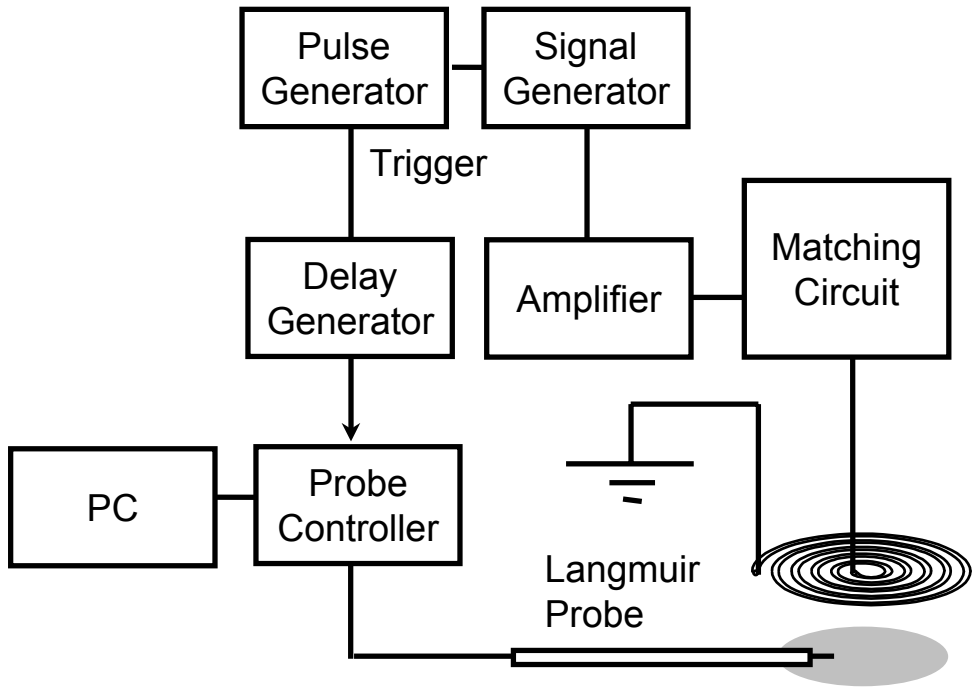 Pulse
Generator
Signal
Generator
Trigger
Matching
Circuit
Delay
Generator
Amplifier
PC
Probe
Controller
Langmuir
Probe